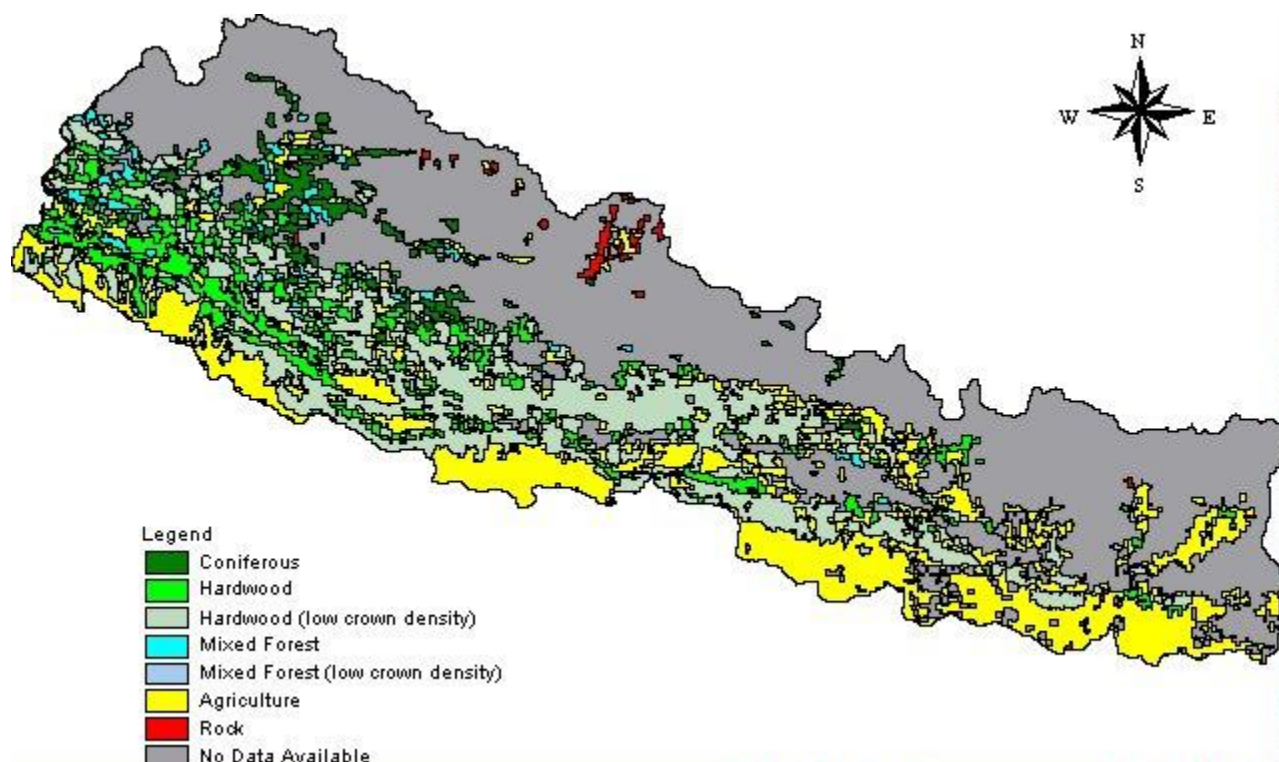 N
W E
S
Legend
Coniferous
Hardwood
Hardwood (low crown density)
Mixed Forest
Mixed Forest (low crown density)
Agriculture
Rock
No Data Available